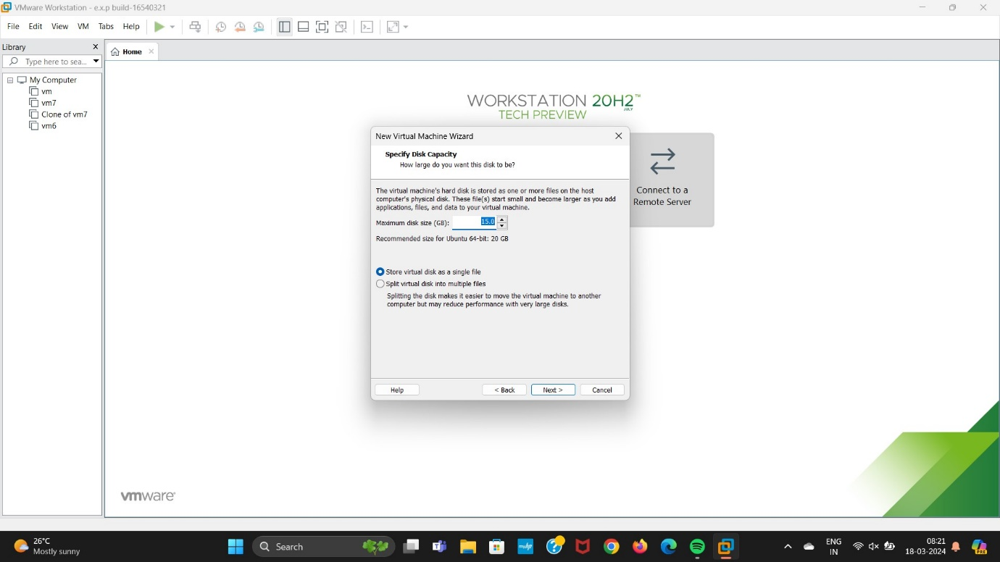 VMware Workstation - e.x.p build-16540321
File Edit View VM Tabs Help
Library
Type here to sea...
My Computer
vm
vm7
Clone of vm7
vm6
Home
WORKSTATION 20H2™
JULY
TECH PREVIEW
Connect to a
Remote Server
New Virtual Machine Wizard
Specify Disk Capacity
How large do you want this disk to be?
The virtual machine's hard disk is stored as one or more files on the host
computer's physical disk. These file(s) start small and become larger as you add
applications, files, and data to your virtual machine.
Maximum disk size (GB): 15.0
Recommended size for Ubuntu 64-bit: 20 GB
Store virtual disk as a single file
Split virtual disk into multiple files
Splitting the disk makes it easier to move the virtual machine to another
computer but may reduce performance with very large disks.
Help < Back Next > Cancel
vmware
26°C
Mostly sunny
Search
myhp
ENG
IN
08:21
18-03-2024
PRE